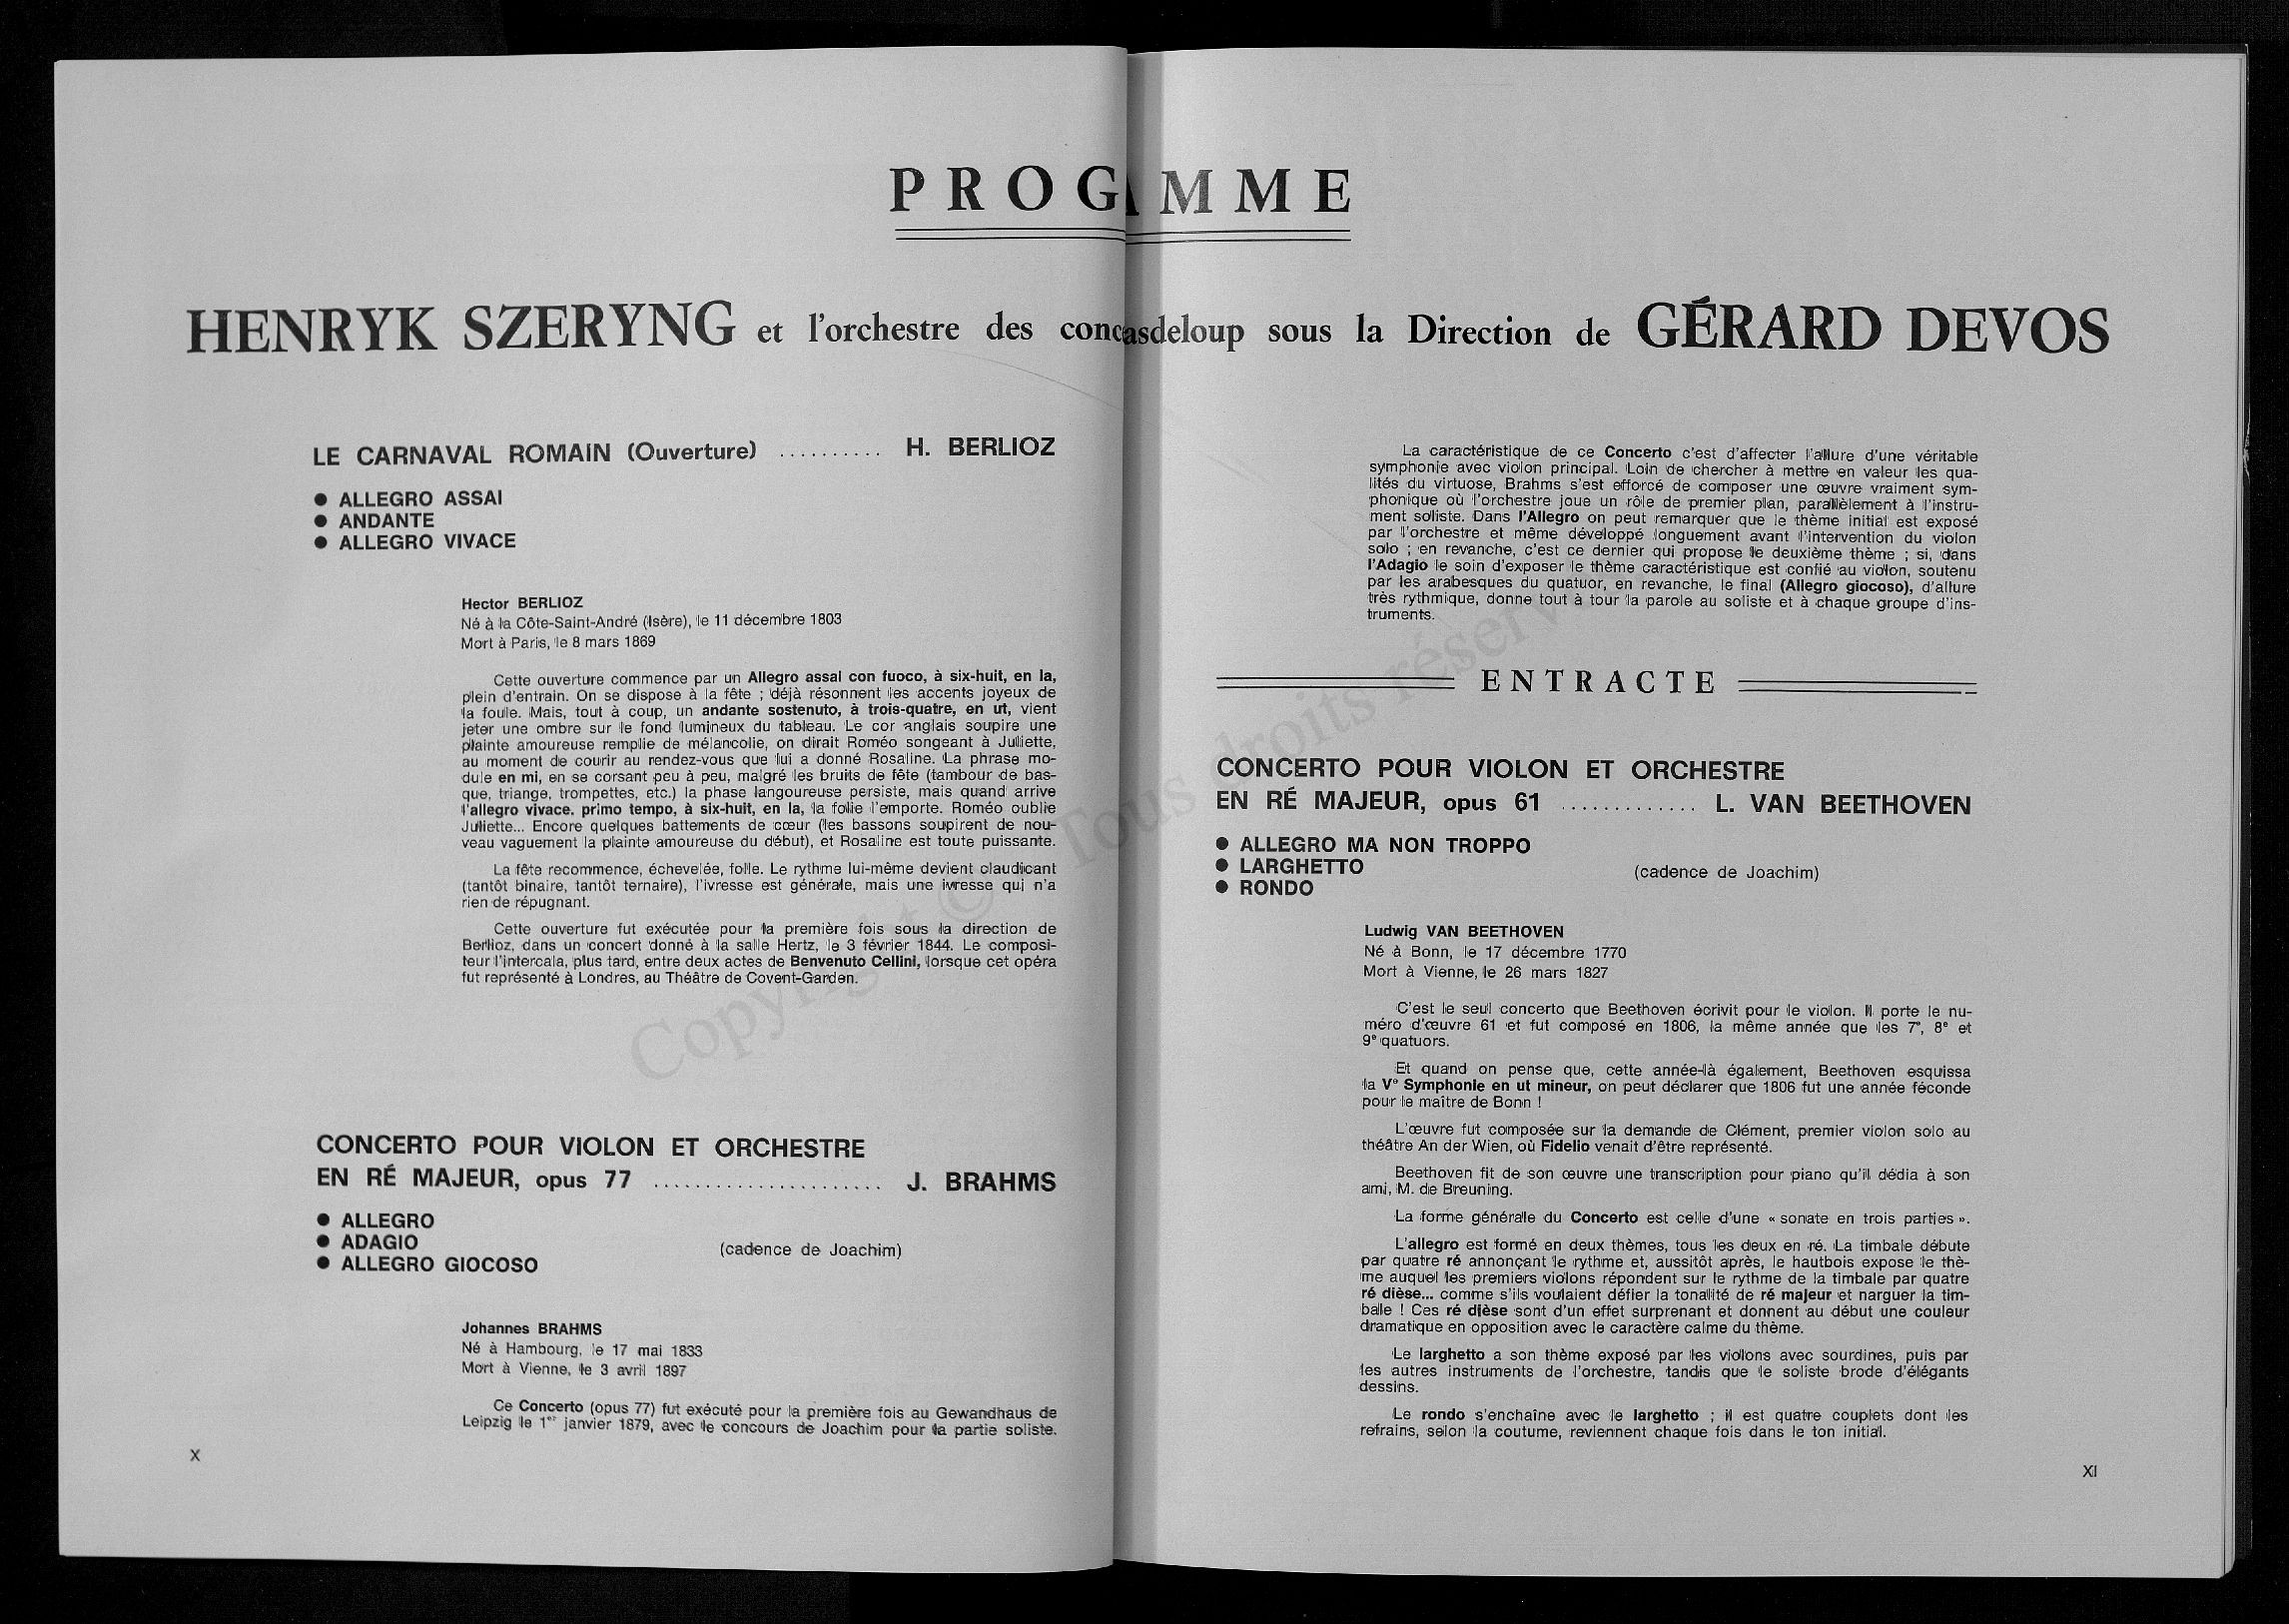 PROGAMME
HENRYK SZERYNG et l'orchestre des concasdeloup sous la Direction de GÉRARD DEVOS
LE CARNAVAL ROMAIN (Ouverture) .......... H. BERLIOZ
● ALLEGRO ASSAI
● ANDANTE
● ALLEGRO VIVACE
Hector BERLIOZ
Né à la Côte-Saint-André (Isère), le 11 décembre 1803
Mort à Paris, le 8 mars 1869
Cette ouverture commence par un Allegro assai con fuoco, à six-huit, en la,
plein d'entrain. On se dispose à la fête ; déjà résonnent les accents joyeux de
la foule. Mais, tout à coup, un andante sostenuto, à trois-quatre, en ut, vient
jeter une ombre sur le fond lumineux du tableau. Le cor anglais soupire une
plainte amoureuse remplie de mélancolie, on dirait Roméo songeant à Juliette,
au moment de courir au rendez-vous que lui a donné Rosaline. La phrase mo-
dule en mi, en se corsant peu à peu, malgré les bruits de fête (tambour de bas-
que, triange, trompettes, etc.) la phase langoureuse persiste, mais quand arrive
l'allegro vivace. primo tempo, à six-huit, en la, la folie l'emporte. Roméo oublie
Juliette... Encore quelques battements de cœur (les bassons soupirent de nou-
veau vaguement la plainte amoureuse du début), et Rosaline est toute puissante.
La fête recommence, échevelée, folle. Le rythme lui-même devient claudicant
(tantôt binaire, tantôt ternaire), l'ivresse est générale, mais une ivresse qui n'a
rien de répugnant.
Cette ouverture fut exécutée pour la première fois sous la direction de
Berlioz, dans un concert donné à la salle Hertz, le 3 février 1844. Le composi-
teur l'intercala, plus tard, entre deux actes de Benvenuto Cellini, lorsque cet opéra
fut représenté à Londres, au Théâtre de Covent-Garden.
CONCERTO POUR VIOLON ET ORCHESTRE
EN RÉ MAJEUR, opus 77 ...................... J. BRAHMS
● ALLEGRO
● ADAGIO (cadence de Joachim)
● ALLEGRO GIOCOSO
Johannes BRAHMS
Né à Hambourg, le 17 mai 1833
Mort à Vienne, le 3 avril 1897
Ce Concerto (opus 77) fut exécuté pour la première fois au Gewandhaus de
Leipzig le 1er janvier 1879, avec le concours de Joachim pour la partie soliste.
X
La caractéristique de ce Concerto c'est d'affecter l'allure d'une véritable
symphonie avec violon principal. Loin de chercher à mettre en valeur les qua-
lités du virtuose, Brahms s'est efforcé de composer une œuvre vraiment sym-
phonique où l'orchestre joue un rôle de premier plan, parallèlement à l'instru-
ment soliste. Dans l'Allegro on peut remarquer que le thème initial est exposé
par l'orchestre et même développé longuement avant l'intervention du violon
solo ; en revanche, c'est ce dernier qui propose le deuxième thème ; si, dans
l'Adagio le soin d'exposer le thème caractéristique est confié au violon, soutenu
par les arabesques du quatuor, en revanche, le final (Allegro giocoso), d'allure
très rythmique, donne tout à tour la parole au soliste et à chaque groupe d'ins-
truments.
ENTRACTE
CONCERTO POUR VIOLON ET ORCHESTRE
EN RÉ MAJEUR, opus 61 ............. L. VAN BEETHOVEN
● ALLEGRO MA NON TROPPO
● LARGHETTO (cadence de Joachim)
● RONDO
Ludwig VAN BEETHOVEN
Né à Bonn, le 17 décembre 1770
Mort à Vienne, le 26 mars 1827
C'est le seul concerto que Beethoven écrivit pour le violon. Il porte le nu-
méro d'œuvre 61 et fut composé en 1806, la même année que les 7e, 8e et
9e quatuors.
Et quand on pense que, cette année-là également, Beethoven esquissa
la Ve Symphonie en ut mineur, on peut déclarer que 1806 fut une année féconde
pour le maître de Bonn !
L'œuvre fut composée sur la demande de Clément, premier violon solo au
théâtre An der Wien, où Fidelio venait d'être représenté.
Beethoven fit de son œuvre une transcription pour piano qu'il dédia à son
ami, M. de Breuning.
La forme générale du Concerto est celle d'une « sonate en trois parties ».
L'allegro est formé en deux thèmes, tous les deux en ré. La timbale débute
par quatre ré annonçant le rythme et, aussitôt après, le hautbois expose le thè-
me auquel les premiers violons répondent sur le rythme de la timbale par quatre
ré dièse... comme s'ils voulaient défier la tonalité de ré majeur et narguer la tim-
bale ! Ces ré dièse sont d'un effet surprenant et donnent au début une couleur
dramatique en opposition avec le caractère calme du thème.
Le larghetto a son thème exposé par les violons avec sourdines, puis par
les autres instruments de l'orchestre, tandis que le soliste brode d'élégants
dessins.
Le rondo s'enchaîne avec le larghetto ; il est quatre couplets dont les
refrains, selon la coutume, reviennent chaque fois dans le ton initial.
XI
Copyright © Tous droits réserv